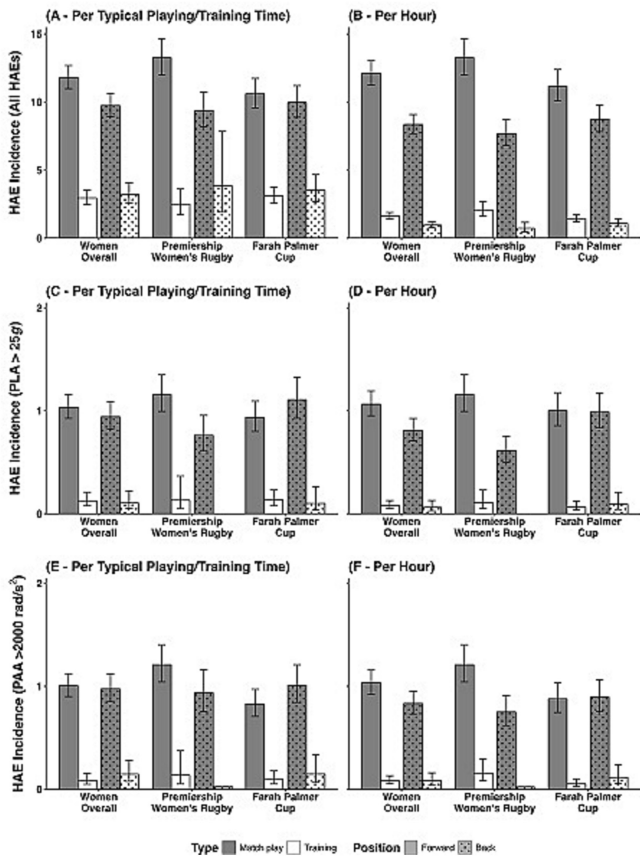 (A - Per Typical Playing/Training Time)
(B - Per Hour)
HAE Incidence (All HAEs)
15
10
5
0
Women Overall
Premiership Women's Rugby
Farah Palmer Cup
Women Overall
Premiership Women's Rugby
Farah Palmer Cup
(C - Per Typical Playing/Training Time)
(D - Per Hour)
HAE Incidence (PLA > 25g)
2
1
0
Women Overall
Premiership Women's Rugby
Farah Palmer Cup
Women Overall
Premiership Women's Rugby
Farah Palmer Cup
(E - Per Typical Playing/Training Time)
(F - Per Hour)
HAE Incidence (PAA >2000 rad/s²)
2
1
0
Women Overall
Premiership Women's Rugby
Farah Palmer Cup
Women Overall
Premiership Women's Rugby
Farah Palmer Cup
Type Match play Training Position Forward Back